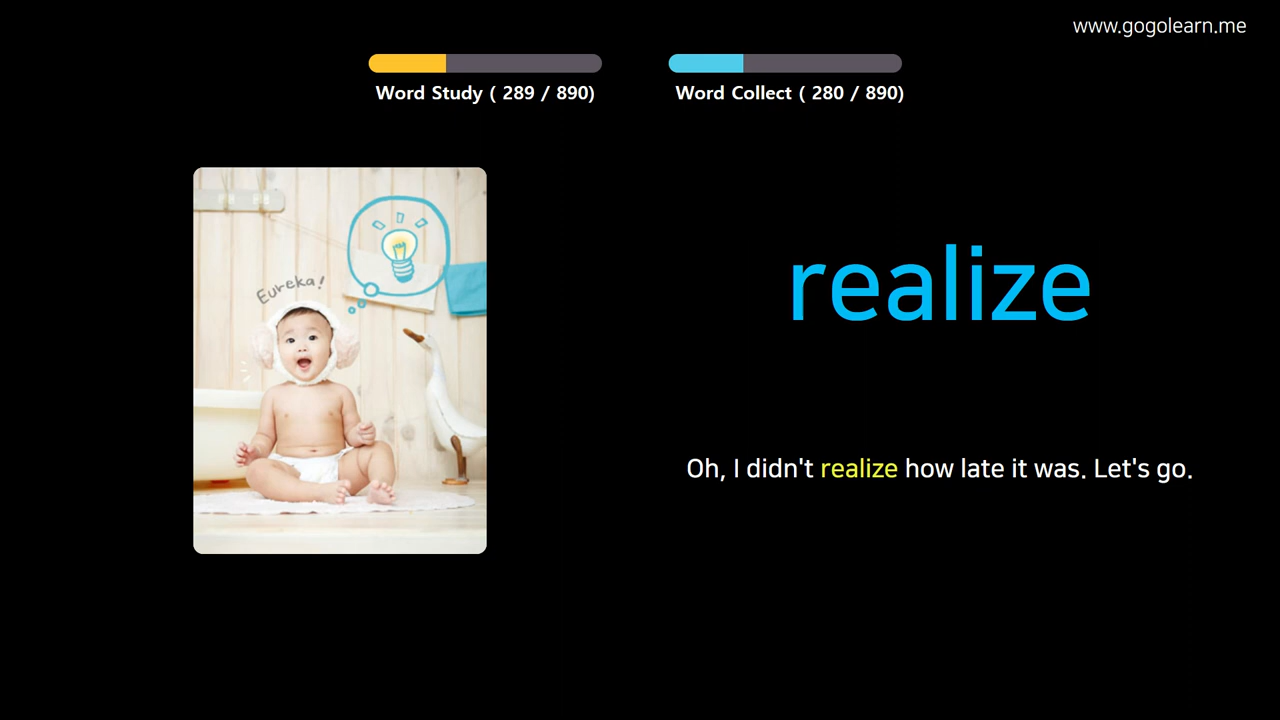 www.gogolearn.me
Word Study ( 289 / 890)
Word Collect ( 280 / 890)
Eureka!
realize
Oh, I didn't realize how late it was. Let's go.